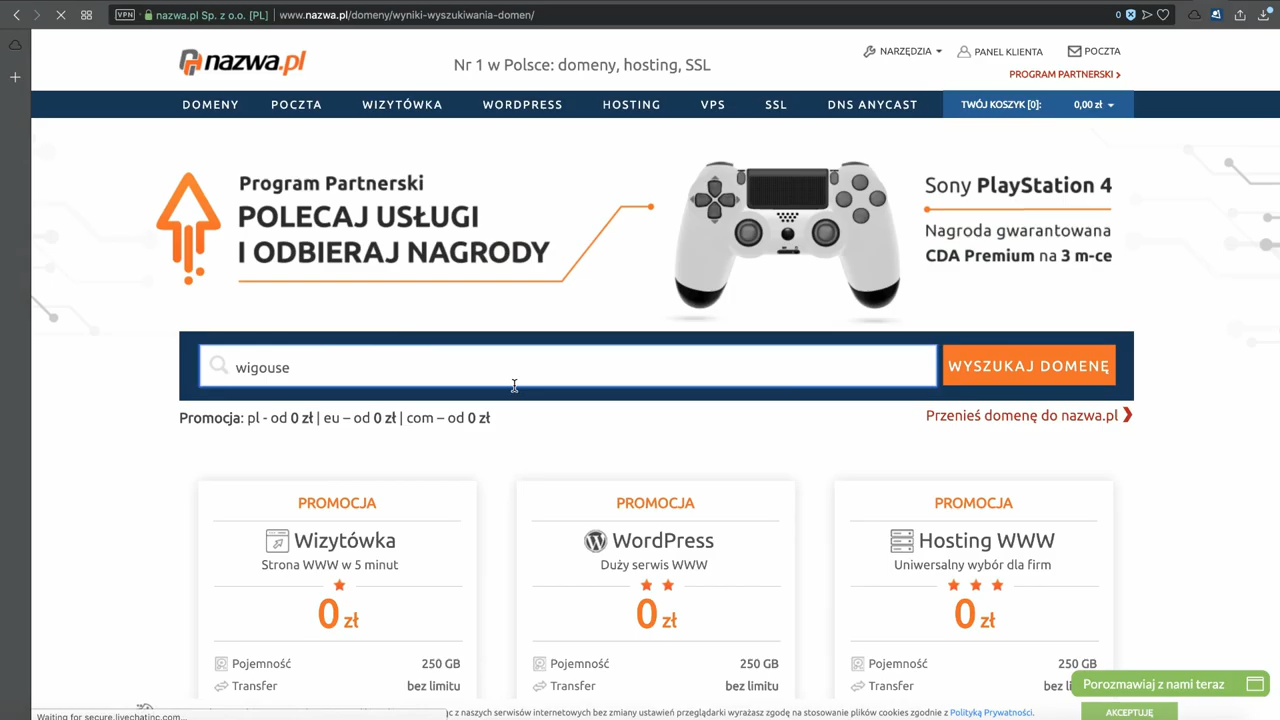 VPN nazwa.pl Sp. z o.o. [PL] www.nazwa.pl/domeny/wyniki-wyszukiwania-domen/ 0
nazwa.pl
Nr 1 w Polsce: domeny, hosting, SSL
NARZĘDZIA PANEL KLIENTA POCZTA
PROGRAM PARTNERSKI
DOMENY POCZTA WIZYTÓWKA WORDPRESS HOSTING VPS SSL DNS ANYCAST TWÓJ KOSZYK [0]: 0,00 zł
Program Partnerski
POLECAJ USŁUGI
I ODBIERAJ NAGRODY
Sony PlayStation 4
Nagroda gwarantowana
CDA Premium na 3 m-ce
wigouse
WYSZUKAJ DOMENĘ
Promocja: pl - od 0 zł | eu – od 0 zł | com – od 0 zł
Przenieś domenę do nazwa.pl
PROMOCJA
Wizytówka
Strona WWW w 5 minut
0 zł
Pojemność 250 GB
Transfer bez limitu
PROMOCJA
WordPress
Duży serwis WWW
0 zł
Pojemność 250 GB
Transfer bez limitu
PROMOCJA
Hosting WWW
Uniwersalny wybór dla firm
0 zł
Pojemność 250 GB
Transfer
Porozmawiaj z nami teraz
z naszych serwisów internetowych bez zmiany ustawień przeglądarki wyrażasz zgodę na stosowanie plików cookies zgodnie z Polityką Prywatności.
AKCEPTUJĘ
Waiting for secure.livechatinc.com...